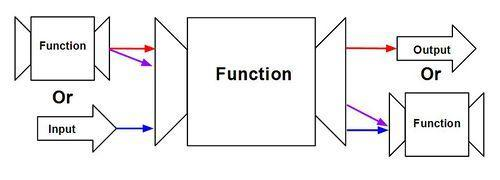 Function
Or
Input
Function
Output
Or
Function